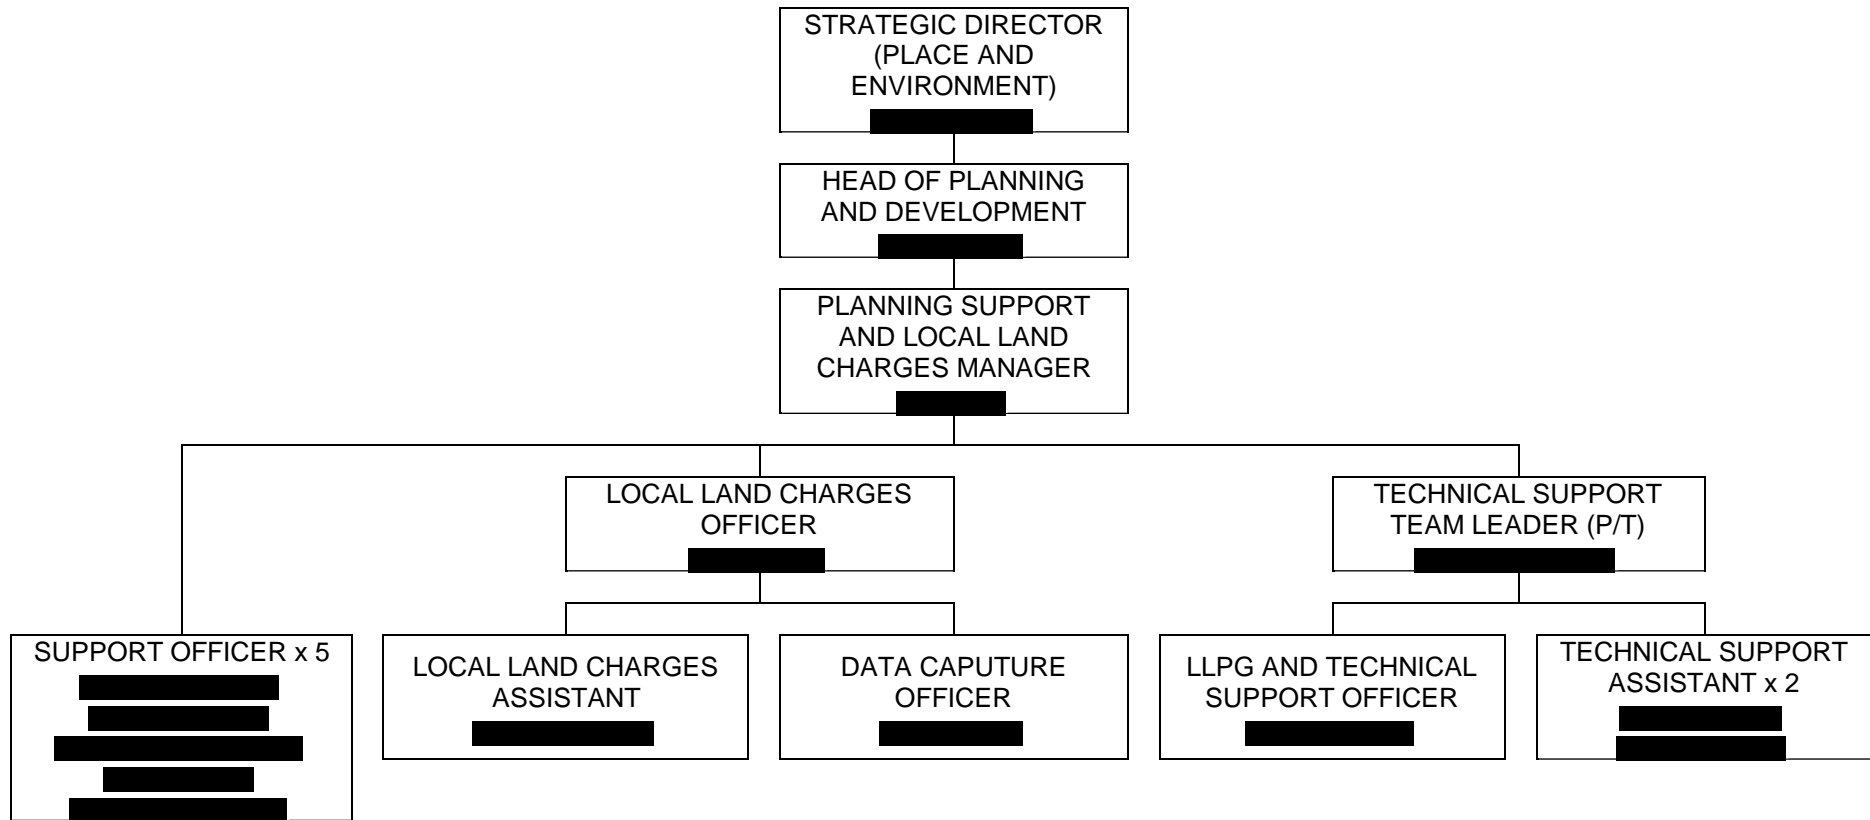 STRATEGIC DIRECTOR
(PLACE AND
ENVIRONMENT)
HEAD OF PLANNING
AND DEVELOPMENT
PLANNING SUPPORT
AND LOCAL LAND
CHARGES MANAGER
LOCAL LAND CHARGES
OFFICER
TECHNICAL SUPPORT
TEAM LEADER (P/T)
SUPPORT OFFICER x 5
LOCAL LAND CHARGES
ASSISTANT
DATA CAPUTURE
OFFICER
LLPG AND TECHNICAL
SUPPORT OFFICER
TECHNICAL SUPPORT
ASSISTANT x 2